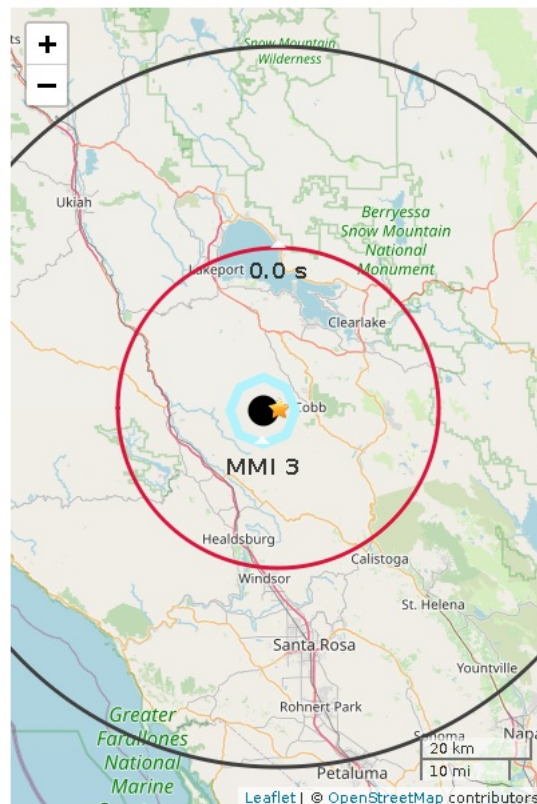 +
ts
Snow Mountain
Wilderness
−
Ukiah
Berryessa
Snow Mountain
National
Monument
Lakeport
0.0 s
Clearlake
Cobb
MMI 3
Healdsburg
Calistoga
Windsor
St. Helena
Santa Rosa
Yountville
Rohnert Park
Greater
Farallones
National
Marine
Sonoma
Napa
20 km
10 mi
Petaluma
Leaflet | © OpenStreetMap contributors